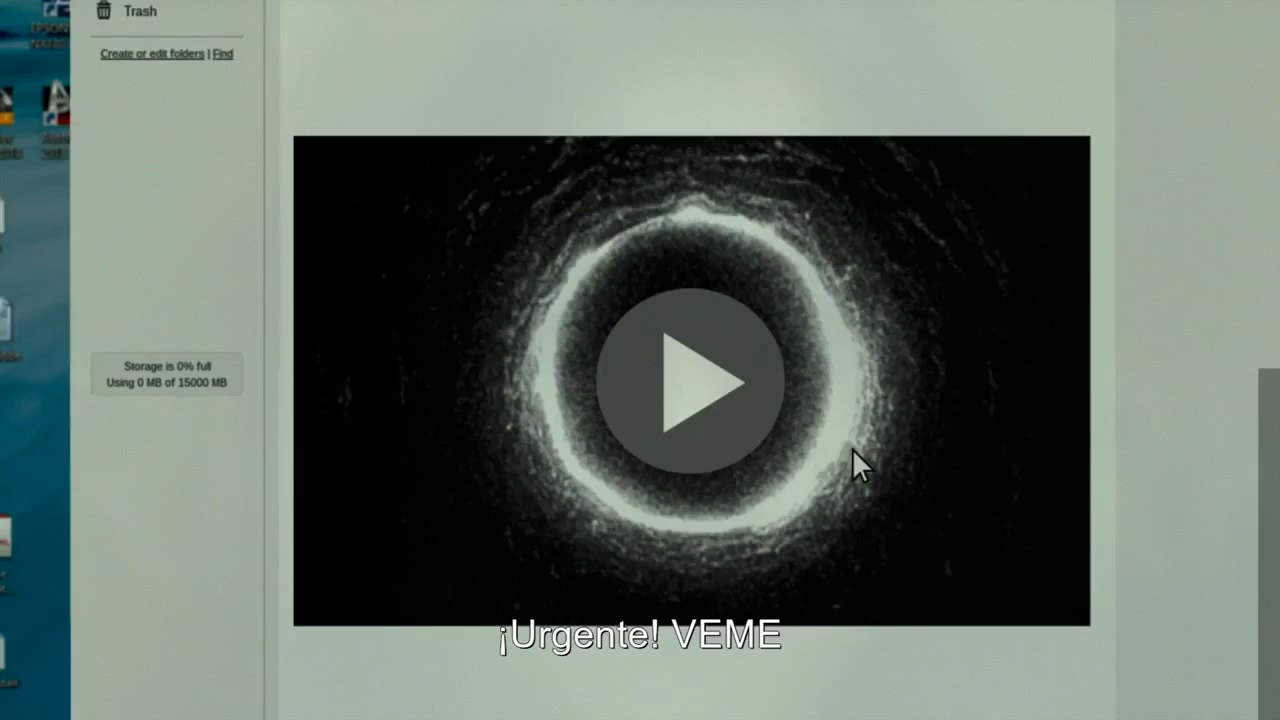 Trash
Create or edit folders | Find
Storage is 0% full
Using 0 MB of 15000 MB
¡Urgente! VEME